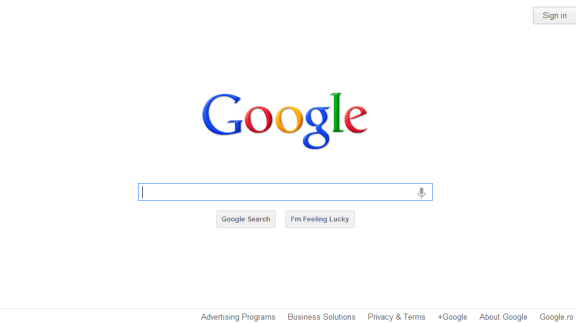 Sign in
Google
Google Search I'm Feeling Lucky
Advertising Programs Business Solutions Privacy & Terms +Google About Google Google.ro